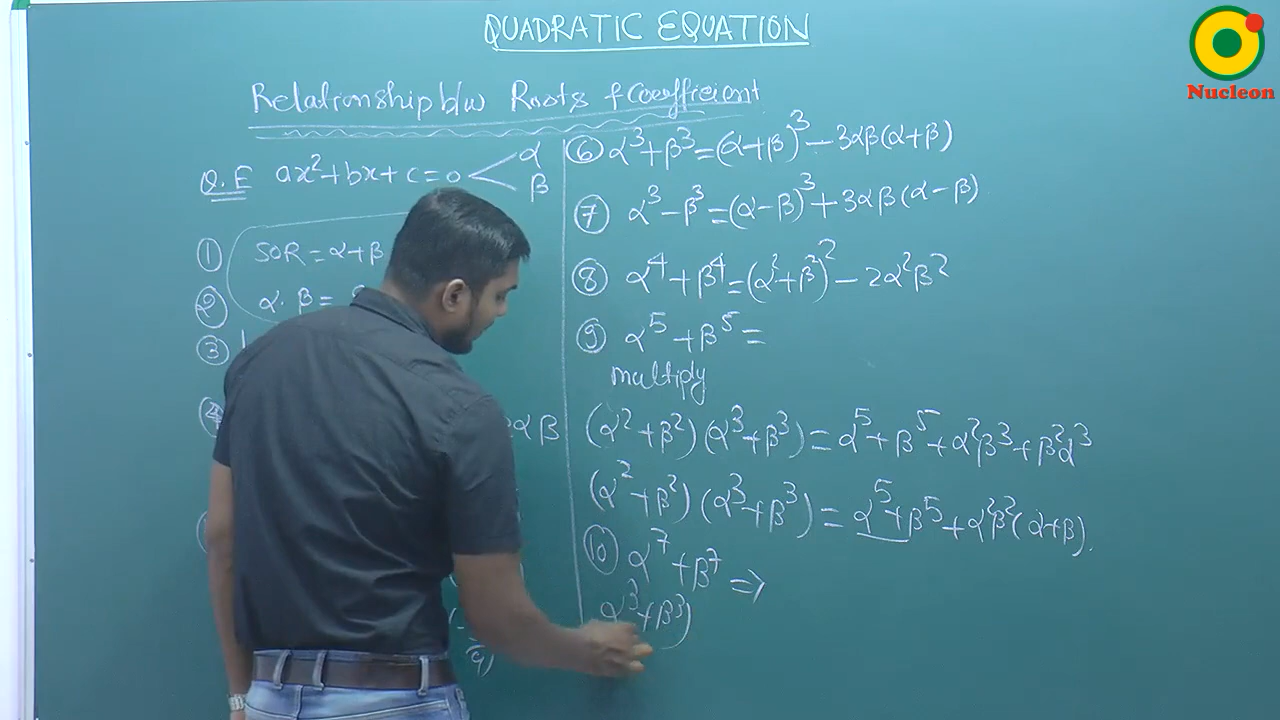 QUADRATIC EQUATION
Nucleon
Relationship b/w Roots & Coefficient
Q.E ax²+bx+c=0 < α
β
① SOR = α+β
② α·β =
③
④ 2αβ
⑥ α³+β³=(α+β)³−3αβ(α+β)
⑦ α³−β³=(α−β)³+3αβ(α−β)
⑧ α⁴+β⁴=(α²+β²)²−2α²β²
⑨ α⁵+β⁵=
multiply
(α²+β²)(α³+β³)=α⁵+β⁵+α²β³+β²α³
(α²+β²)(α³+β³)=α⁵+β⁵+α²β²(α+β).
⑩ α⁷+β⁷ ⇒
α³+β³)